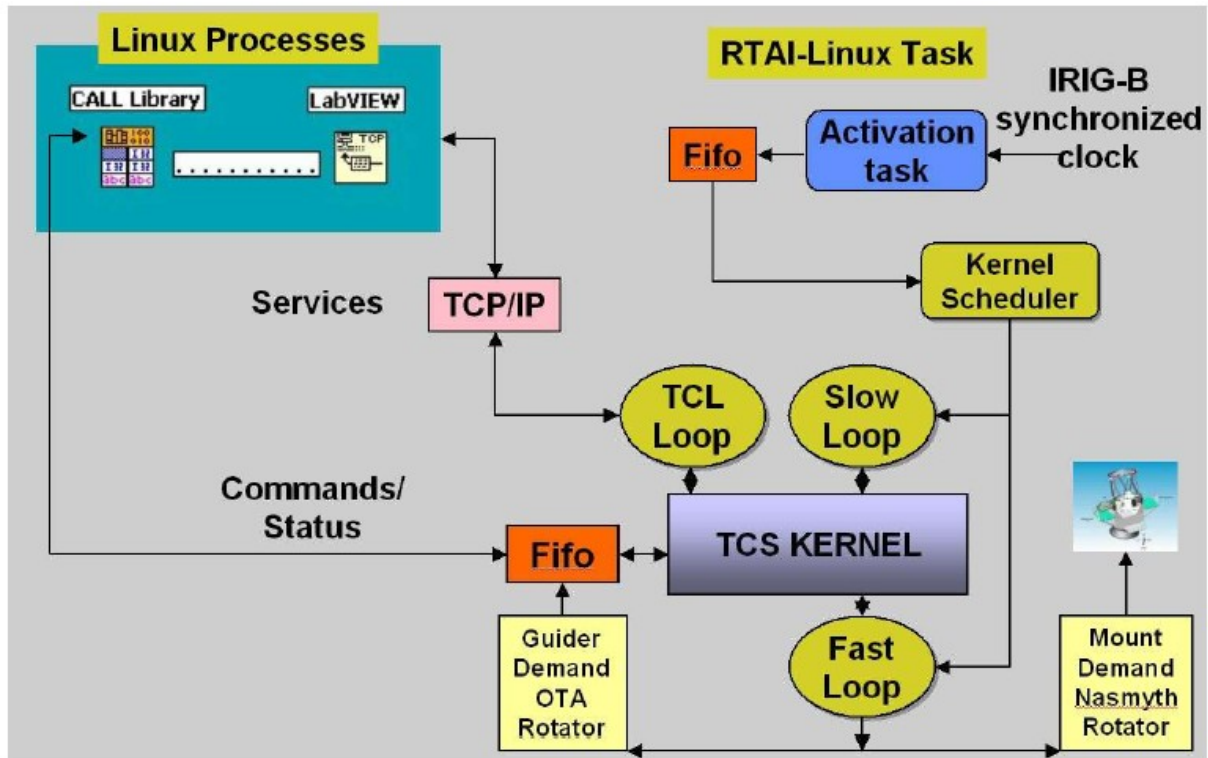 Linux Processes
RTAI-Linux Task
CALL Library
LabVIEW
TCP
...........
IRIG-B
synchronized
clock
Fifo
Activation
task
Kernel
Scheduler
Services
TCP/IP
TCL
Loop
Slow
Loop
Commands/
Status
Fifo
TCS KERNEL
Guider
Demand
OTA
Rotator
Fast
Loop
Mount
Demand
Nasmyth
Rotator